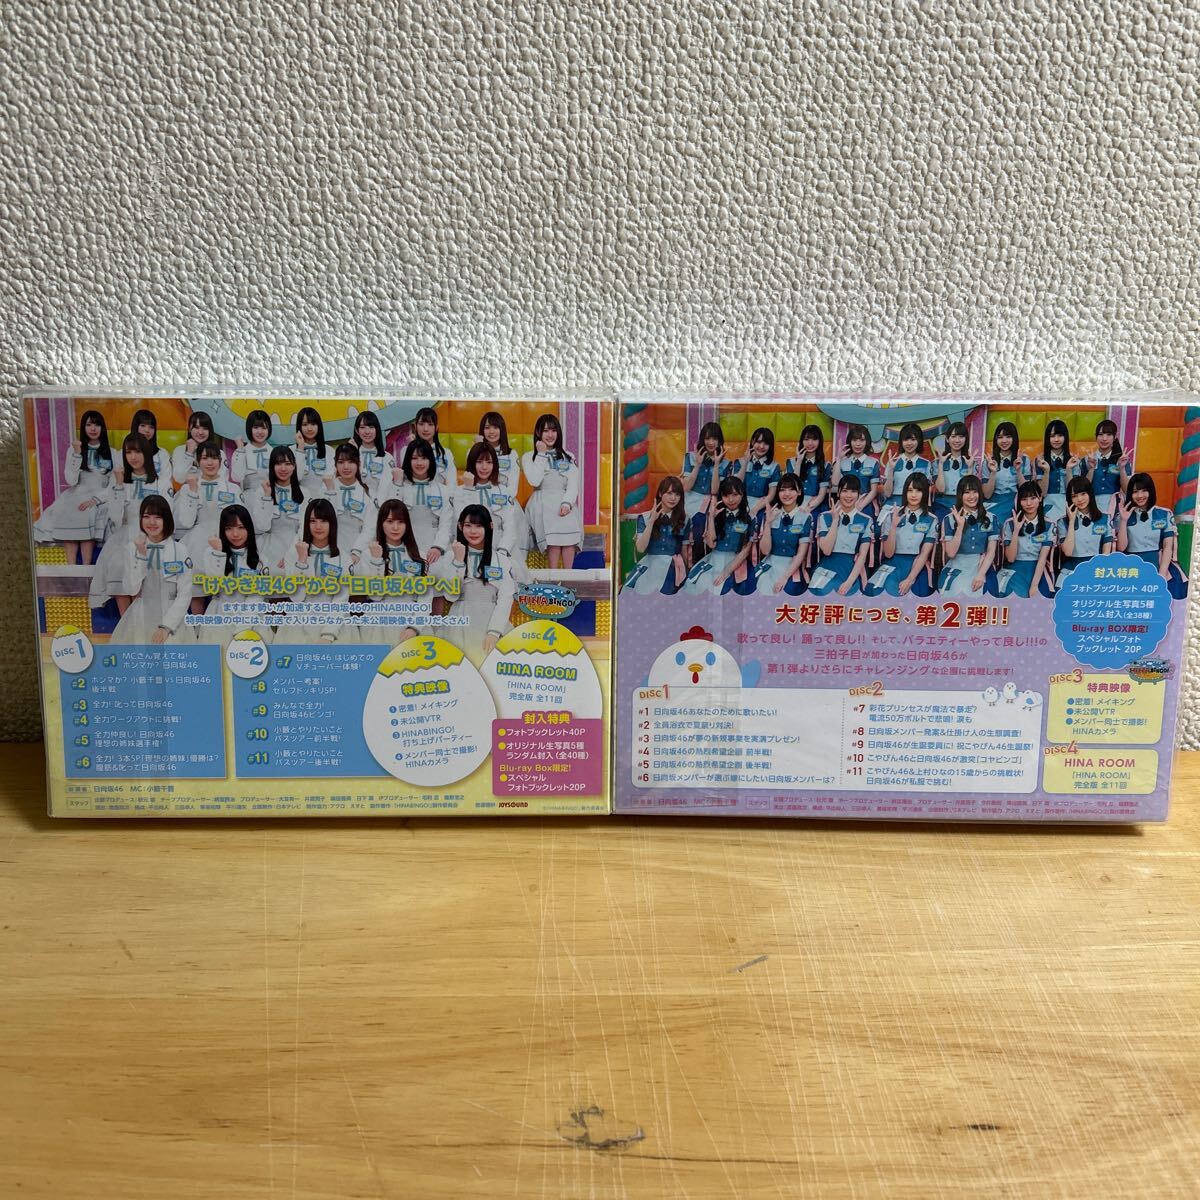 "けやき坂46"から"日向坂46"へ!
ますます勢いが加速する日向坂46のHINABINGO!
特典映像の中には、放送で入りきらなかった未公開映像も盛りだくさん!
DISC 1
#1 MCさん覚えてね!
ホンマか? 日向坂46
#2 ホンマか? 小籔千豊 vs 日向坂46
後半戦
#3 全力! 叱って日向坂46
#4 全力ワークアウトに挑戦!
#5 全力仲良し! 日向坂46
理想の姉妹選手権!
#6 全力! 3本SP「理想の姉妹」優勝は?
腹筋&叱って日向坂46
DISC 2
#7 日向坂46 はじめての
Vチューバー体験!
#8 メンバー考案!
セルフドッキリSP!
#9 みんなで全力!
日向坂46ビンゴ!
#10 小籔とやりたいこと
バスツアー前半戦!
#11 小籔とやりたいこと
バスツアー後半戦!
DISC 3
特典映像
1 密着! メイキング
2 未公開VTR
3 HINABINGO!
打ち上げパーティー
4 メンバー同士で撮影!
HINAカメラ
DISC 4
HINA ROOM
「HINA ROOM」
完全版 全11回
封入特典
●フォトブックレット40P
●オリジナル生写真5種
ランダム封入(全40種)
Blu-ray Box限定!
●スペシャル
フォトブックレット20P
出演者 日向坂46 MC:小籔千豊
スタッフ
JOYSOUND
大好評につき、第2弾!!
歌って良し! 踊って良し!! そして、バラエティーやって良し!!!の
三拍子目が加わった日向坂46が
第1弾よりさらにチャレンジングな企画に挑戦します!
DISC 1
#1 日向坂46あなたのために歌いたい!
#2 全員浴衣で夏祭り対決!
#3 日向坂46が夢の新規事業を実満プレゼン!
#4 日向坂46の熱烈希望企画 前半戦!
#5 日向坂46の熱烈希望企画 後半戦!
#6 日向坂メンバーが選ぶ嫁にしたい日向坂メンバーは?
DISC 2
#7 彩花プリンセスが魔法で暴走?
電流50万ボルトで悲鳴! 涙も
#8 日向坂メンバー発案&仕掛け人の生態調査!
#9 日向坂46が生誕委員に! 祝こやぴん46生誕祭!
#10 こやぴん46と日向坂46が激突「コヤビンゴ」
#11 こやぴん46&上村ひなの15歳からの挑戦状!
日向坂46が私服で挑む!
封入特典
フォトブックレット 40P
オリジナル生写真5種
ランダム封入(全38種)
Blu-ray BOX限定!
スペシャルフォト
ブックレット 20P
DISC 3
特典映像
●密着! メイキング
●未公開VTR
●メンバー同士で撮影!
HINAカメラ
DISC 4
HINA ROOM
「HINA ROOM」
完全版 全11回
出演者 日向坂46 MC:小籔千豊
スタッフ